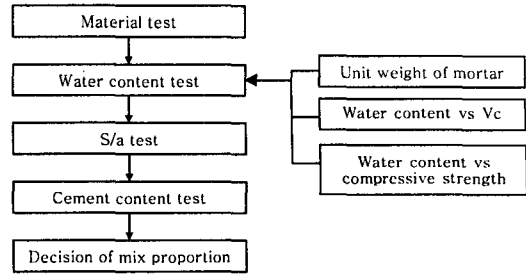 Material test
Water content test
S/a test
Cement content test
Decision of mix proportion
Unit weight of mortar
Water content vs Vc
Water content vs
compressive strength